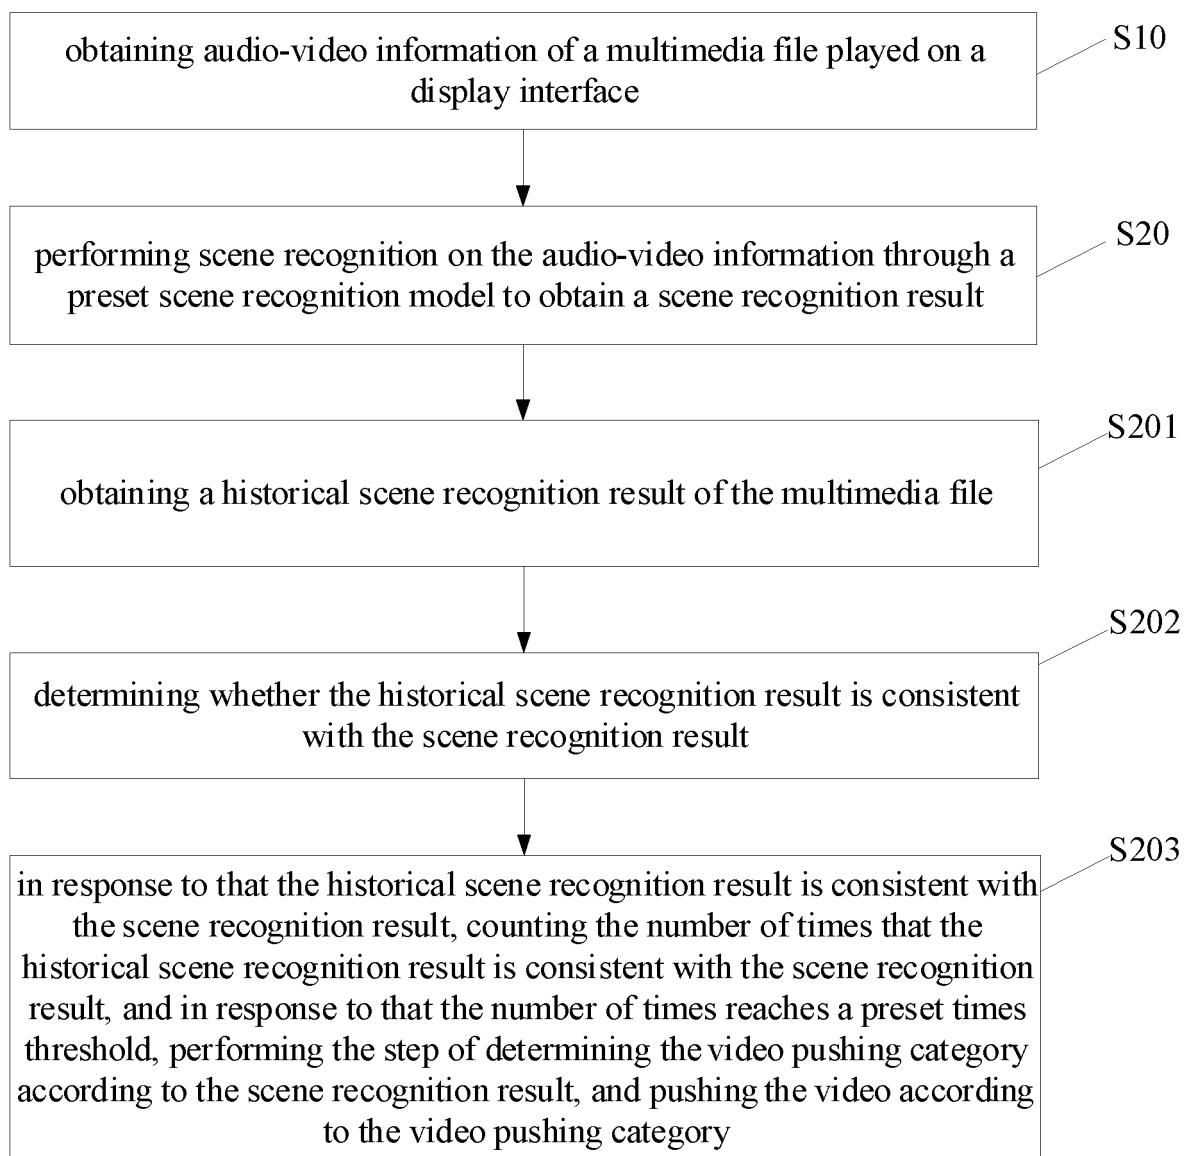 obtaining audio-video information of a multimedia file played on a
display interface
S10
performing scene recognition on the audio-video information through a
preset scene recognition model to obtain a scene recognition result
S20
obtaining a historical scene recognition result of the multimedia file
S201
determining whether the historical scene recognition result is consistent
with the scene recognition result
S202
in response to that the historical scene recognition result is consistent with
the scene recognition result, counting the number of times that the
historical scene recognition result is consistent with the scene recognition
result, and in response to that the number of times reaches a preset times
threshold, performing the step of determining the video pushing category
according to the scene recognition result, and pushing the video according
to the video pushing category
S203